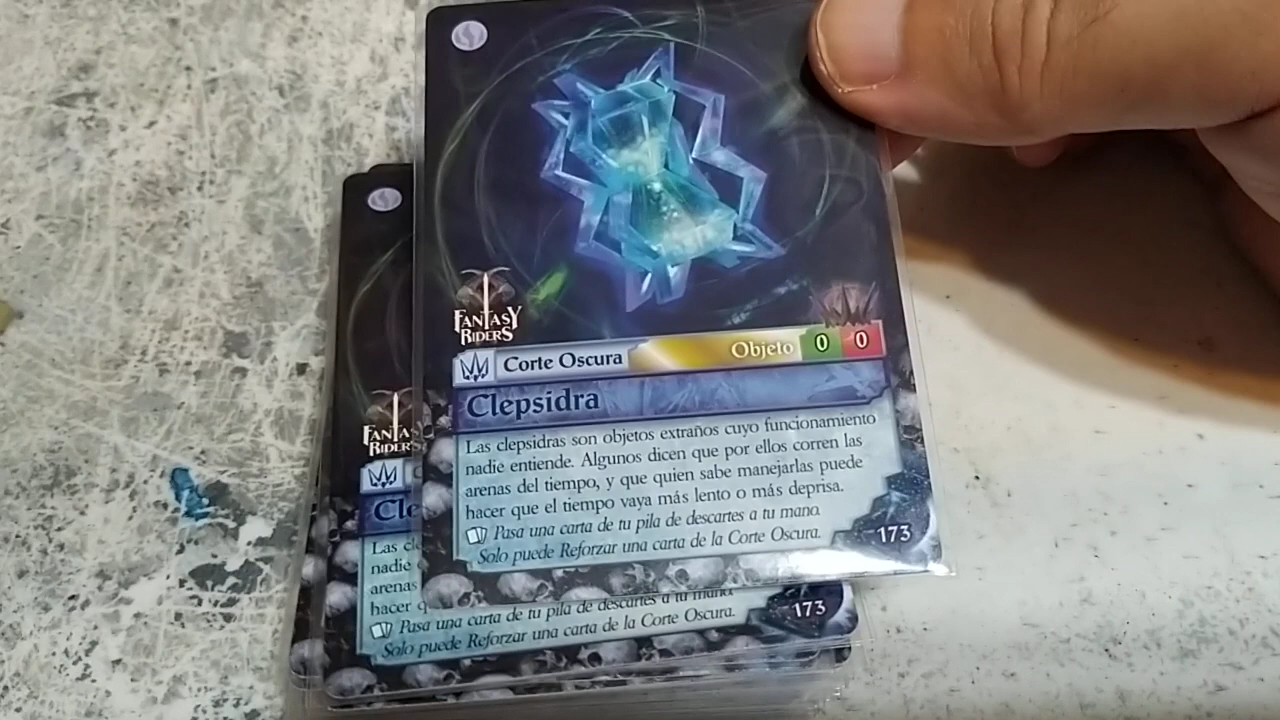 FANTASY
RIDERS
Corte Oscura
Objeto
0
0
Clepsidra
Las clepsidras son objetos extraños cuyo funcionamiento
nadie entiende. Algunos dicen que por ellos corren las
arenas del tiempo, y que quien sabe manejarlas puede
hacer que el tiempo vaya más lento o más deprisa.
Pasa una carta de tu pila de descartes a tu mano.
Solo puede Reforzar una carta de la Corte Oscura.
173
FANTAS
RIDERS
C
Cle
Las cle
nadie
arenas
hacer q
Pasa una carta de tu pila de descartes a tu mano.
Solo puede Reforzar una carta de la Corte Oscura.
173